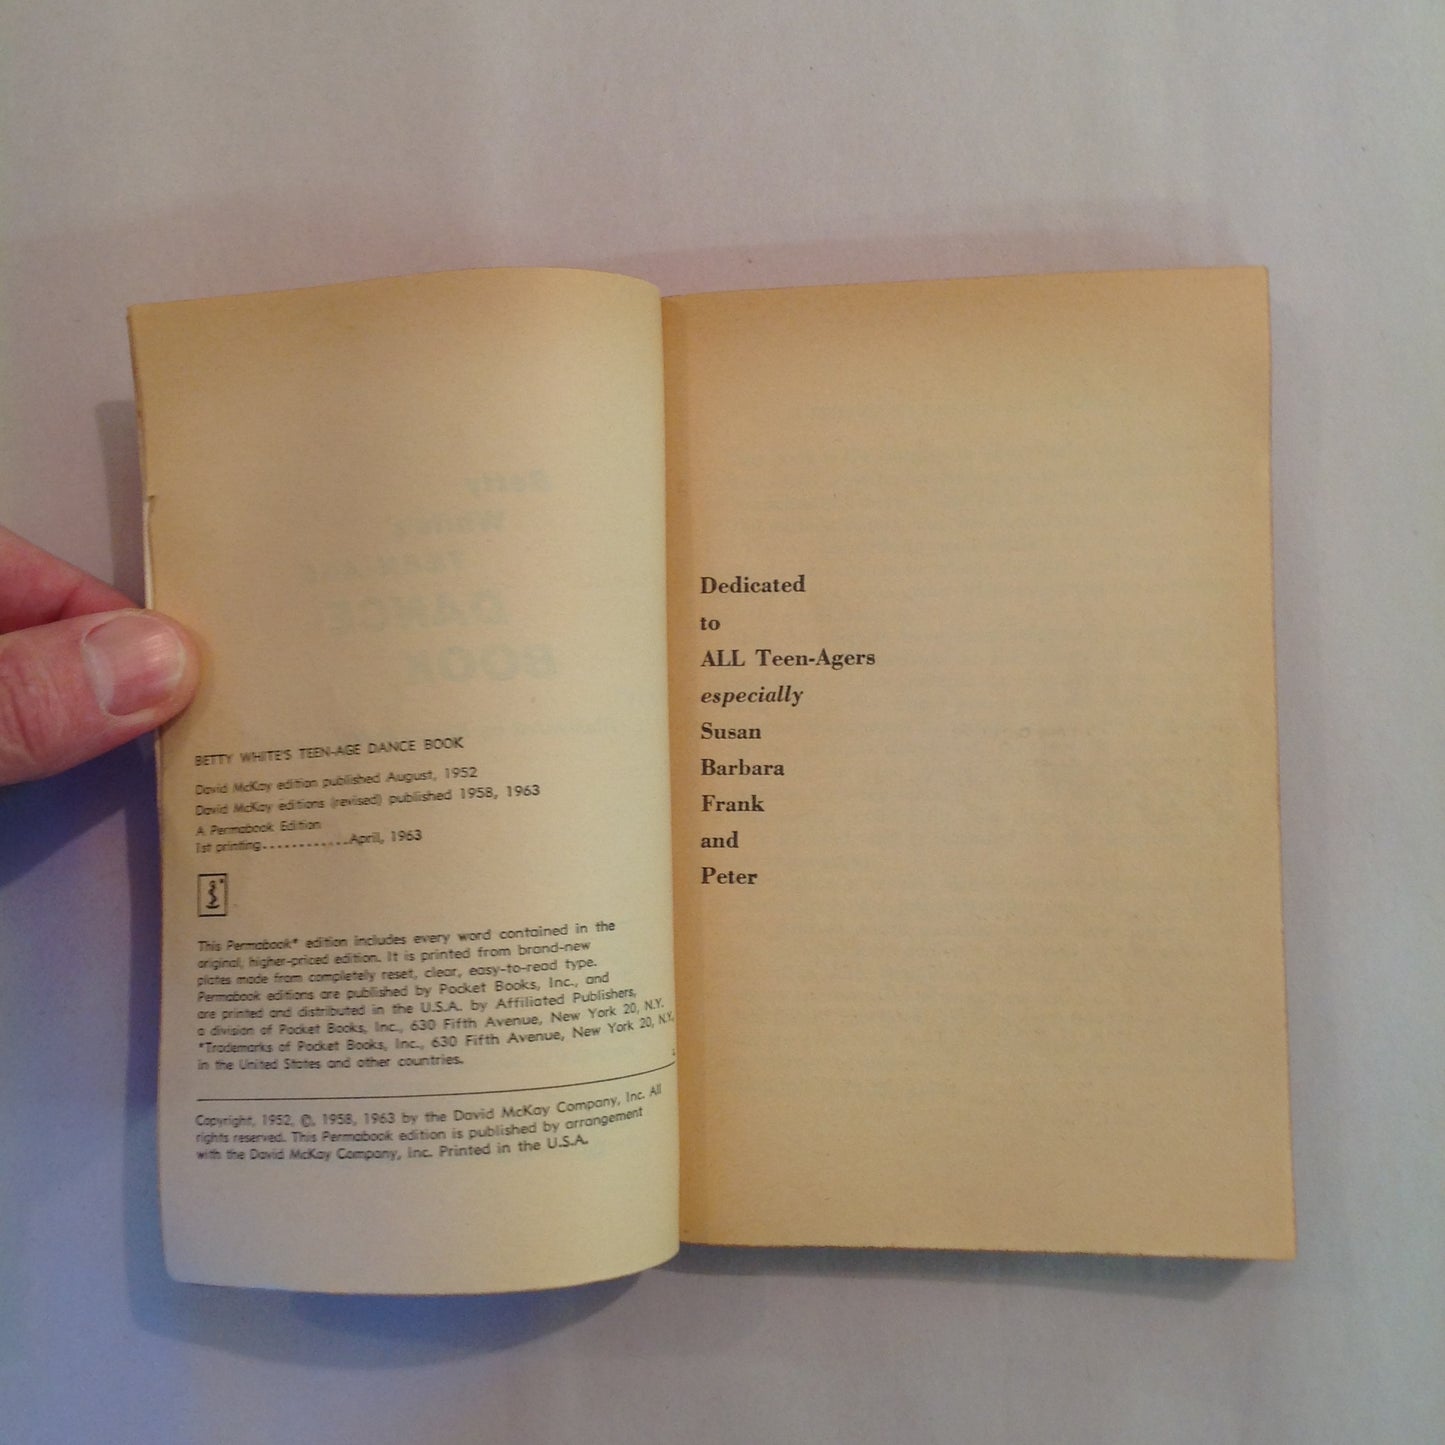 BETTY WHITE'S TEEN-AGE DANCE BOOK
David McKay edition published August, 1952
David McKay editions (revised) published 1958, 1963
A Permabook Edition
1st printing............April, 1963
This Permabook* edition includes every word contained in the
original, higher-priced edition. It is printed from brand-new
plates made from completely reset, clear, easy-to-read type.
Permabook editions are published by Pocket Books, Inc., and
are printed and distributed in the U.S.A. by Affiliated Publishers,
a division of Pocket Books, Inc., 630 Fifth Avenue, New York 20, N.Y.
*Trademarks of Pocket Books, Inc., 630 Fifth Avenue, New York 20, N.Y.,
in the United States and other countries.
Copyright, 1952, ©, 1958, 1963 by the David McKay Company, Inc. All
rights reserved. This Permabook edition is published by arrangement
with the David McKay Company, Inc. Printed in the U.S.A.
Dedicated
to
ALL Teen-Agers
especially
Susan
Barbara
Frank
and
Peter